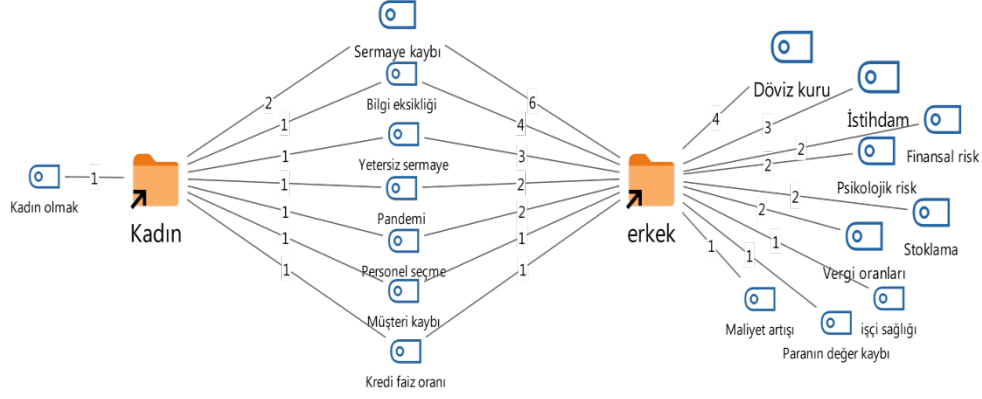 Sermaye kaybı
Döviz kuru
2
6
4
3
İstihdam
Bilgi eksikliği
1
4
2
Finansal risk
Yetersiz sermaye
1
3
2
Psikolojik risk
Kadın olmak
1
Kadın
1
Pandemi
2
erkek
2
Stoklama
1
Personel seçme
2
2
Vergi oranları
1
Müşteri kaybı
1
1
1
1
işçi sağlığı
Maliyet artışı
Paranın değer kaybı
1
Kredi faiz oranı
1